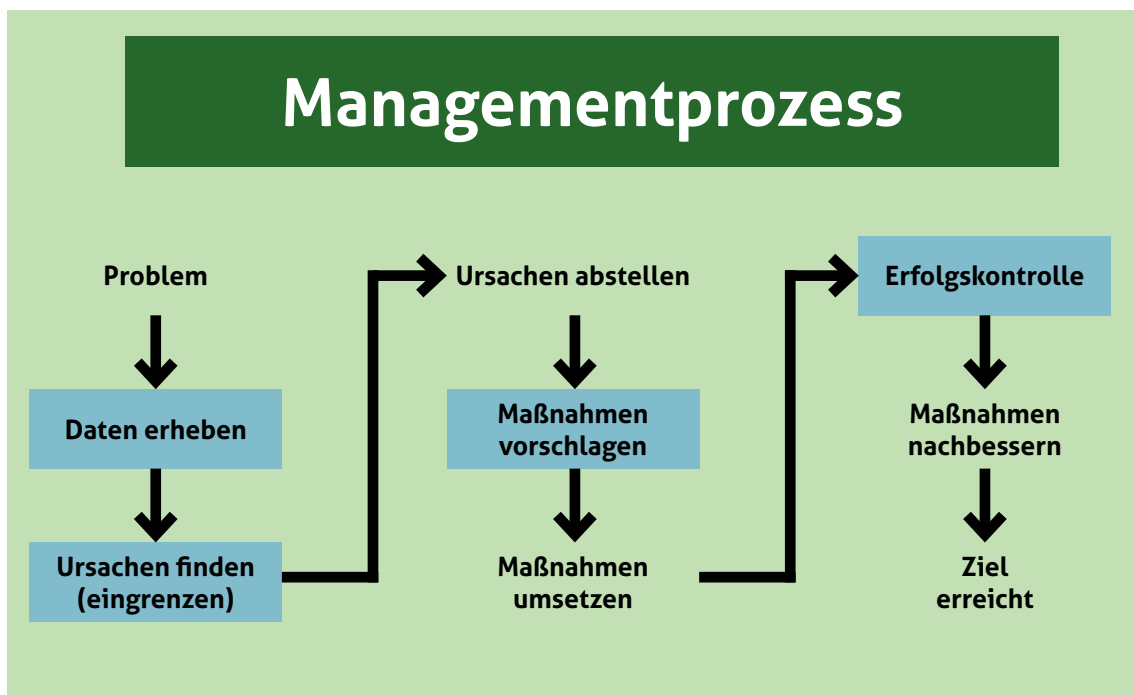 Managementprozess
Problem
Daten erheben
Ursachen finden
(eingrenzen)
Ursachen abstellen
Maßnahmen
vorschlagen
Maßnahmen
umsetzen
Erfolgskontrolle
Maßnahmen
nachbessern
Ziel
erreicht